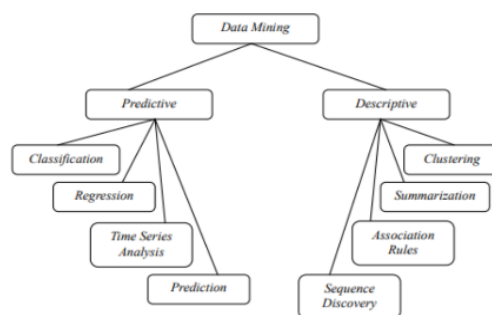 Data Mining
Predictive
Descriptive
Classification
Clustering
Regression
Summarization
Time Series
Analysis
Association
Rules
Prediction
Sequence
Discovery